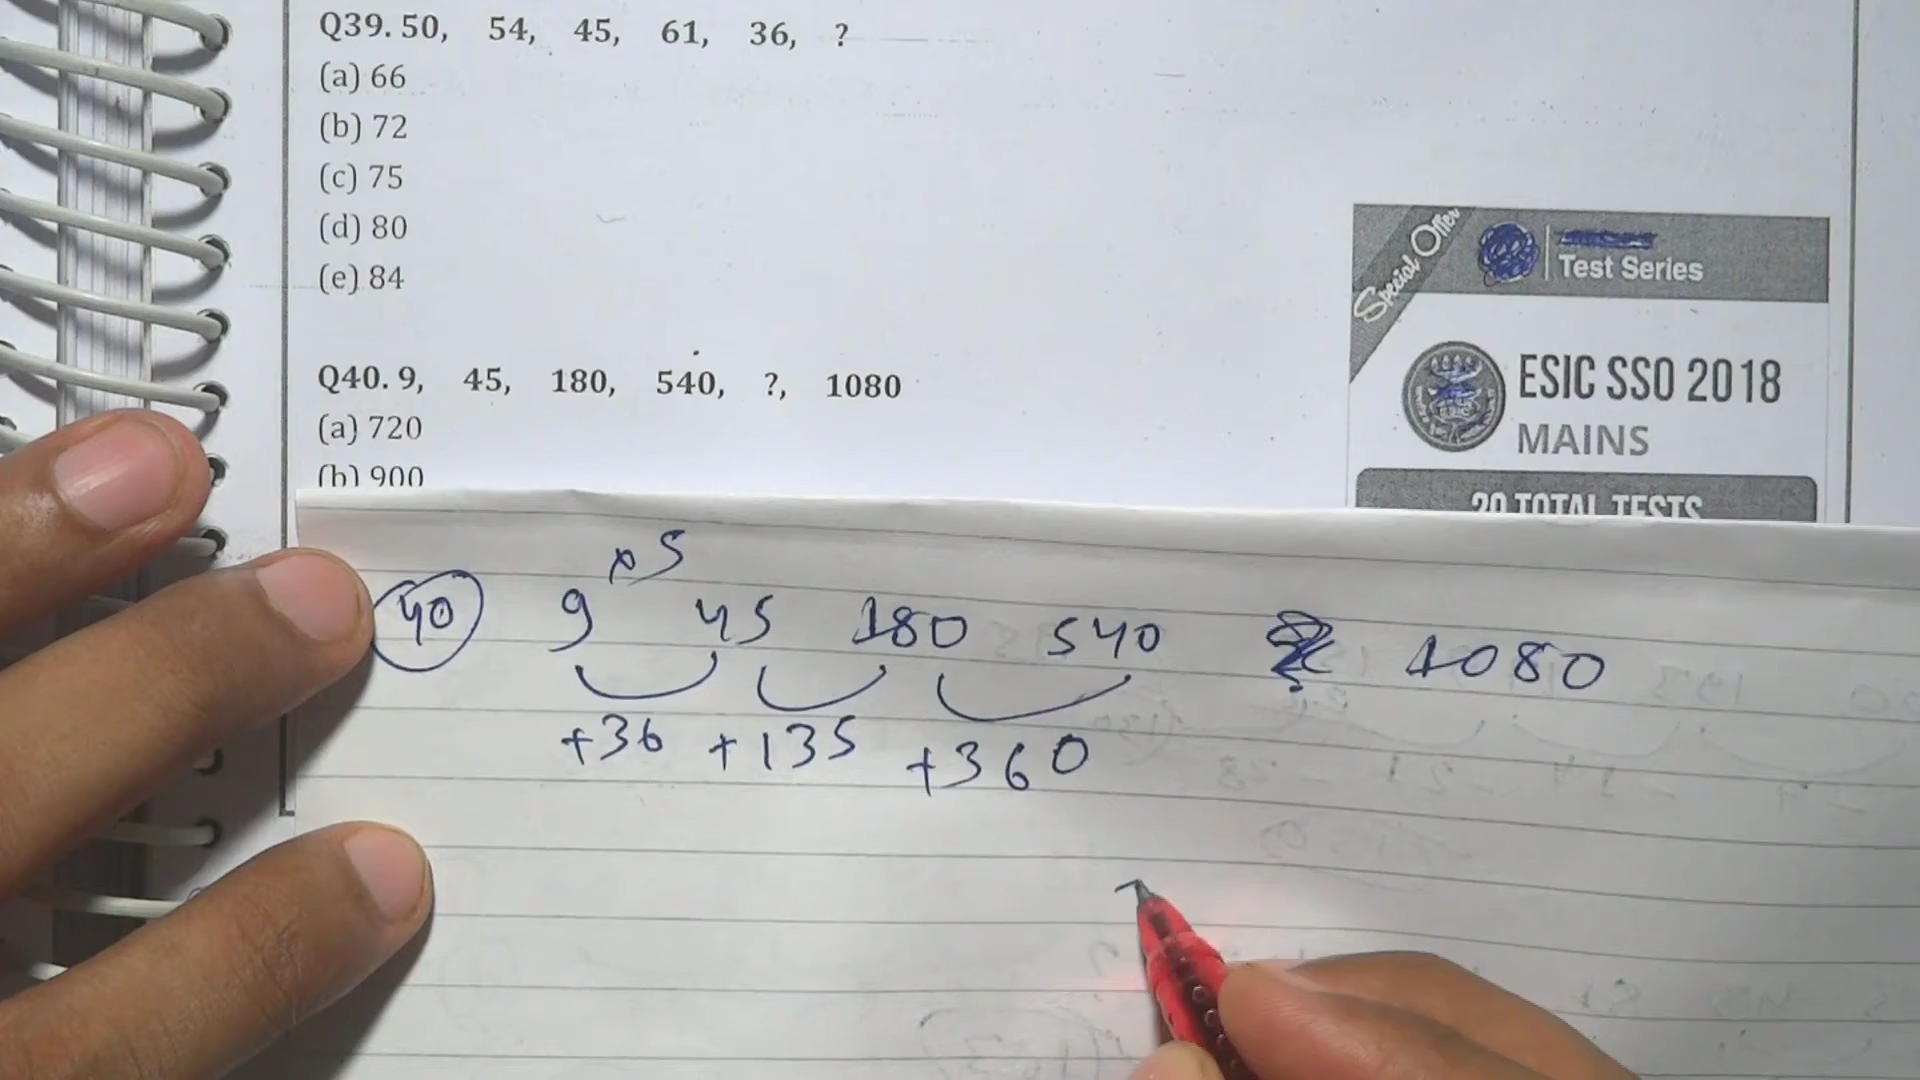 Q39. 50, 54, 45, 61, 36, ?
(a) 66
(b) 72
(c) 75
(d) 80
(e) 84
Special Offer
Test Series
ESIC SSO 2018
MAINS
20 TOTAL TESTS
Q40. 9, 45, 180, 540, ?, 1080
(a) 720
(b) 900
×5
40 9 45 180 540 ? 1080
+36 +135 +360